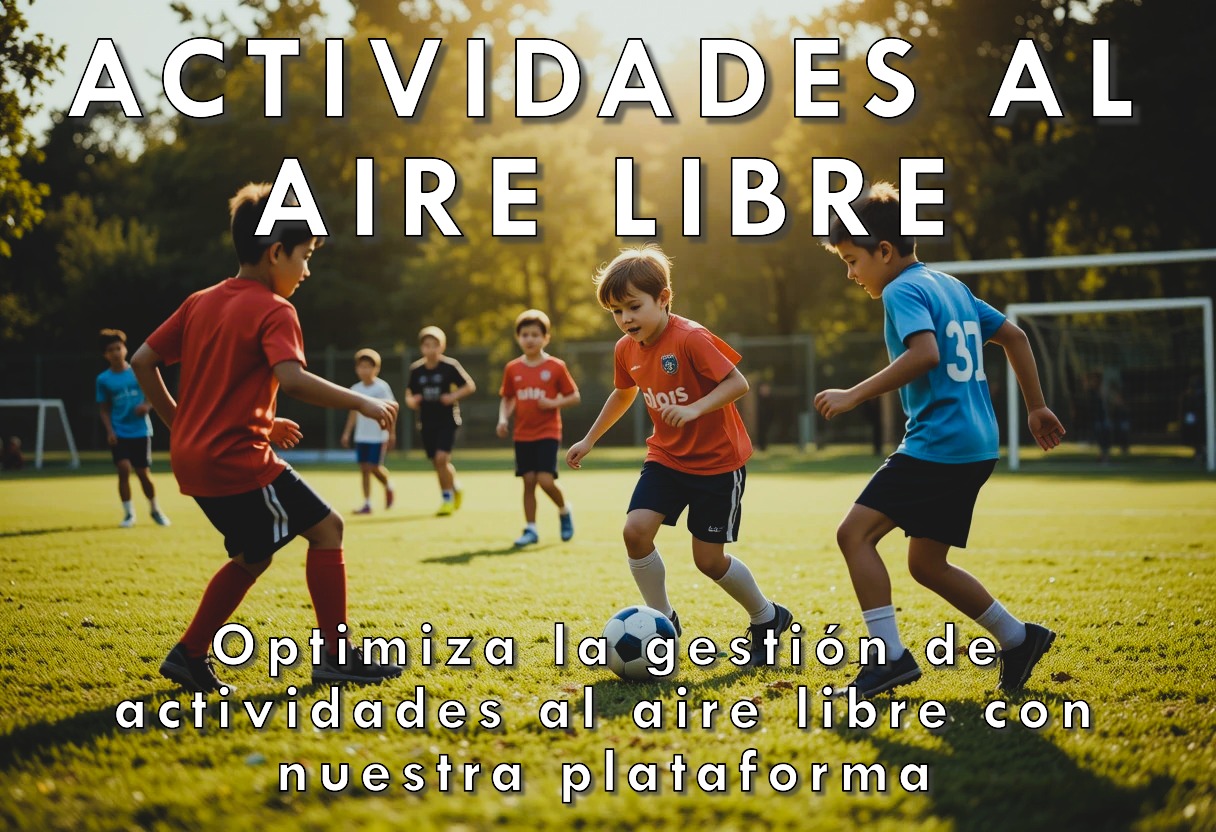 ACTIVIDADES AL
AIRE LIBRE
37
Optimiza la gestión de
actividades al aire libre con
nuestra plataforma